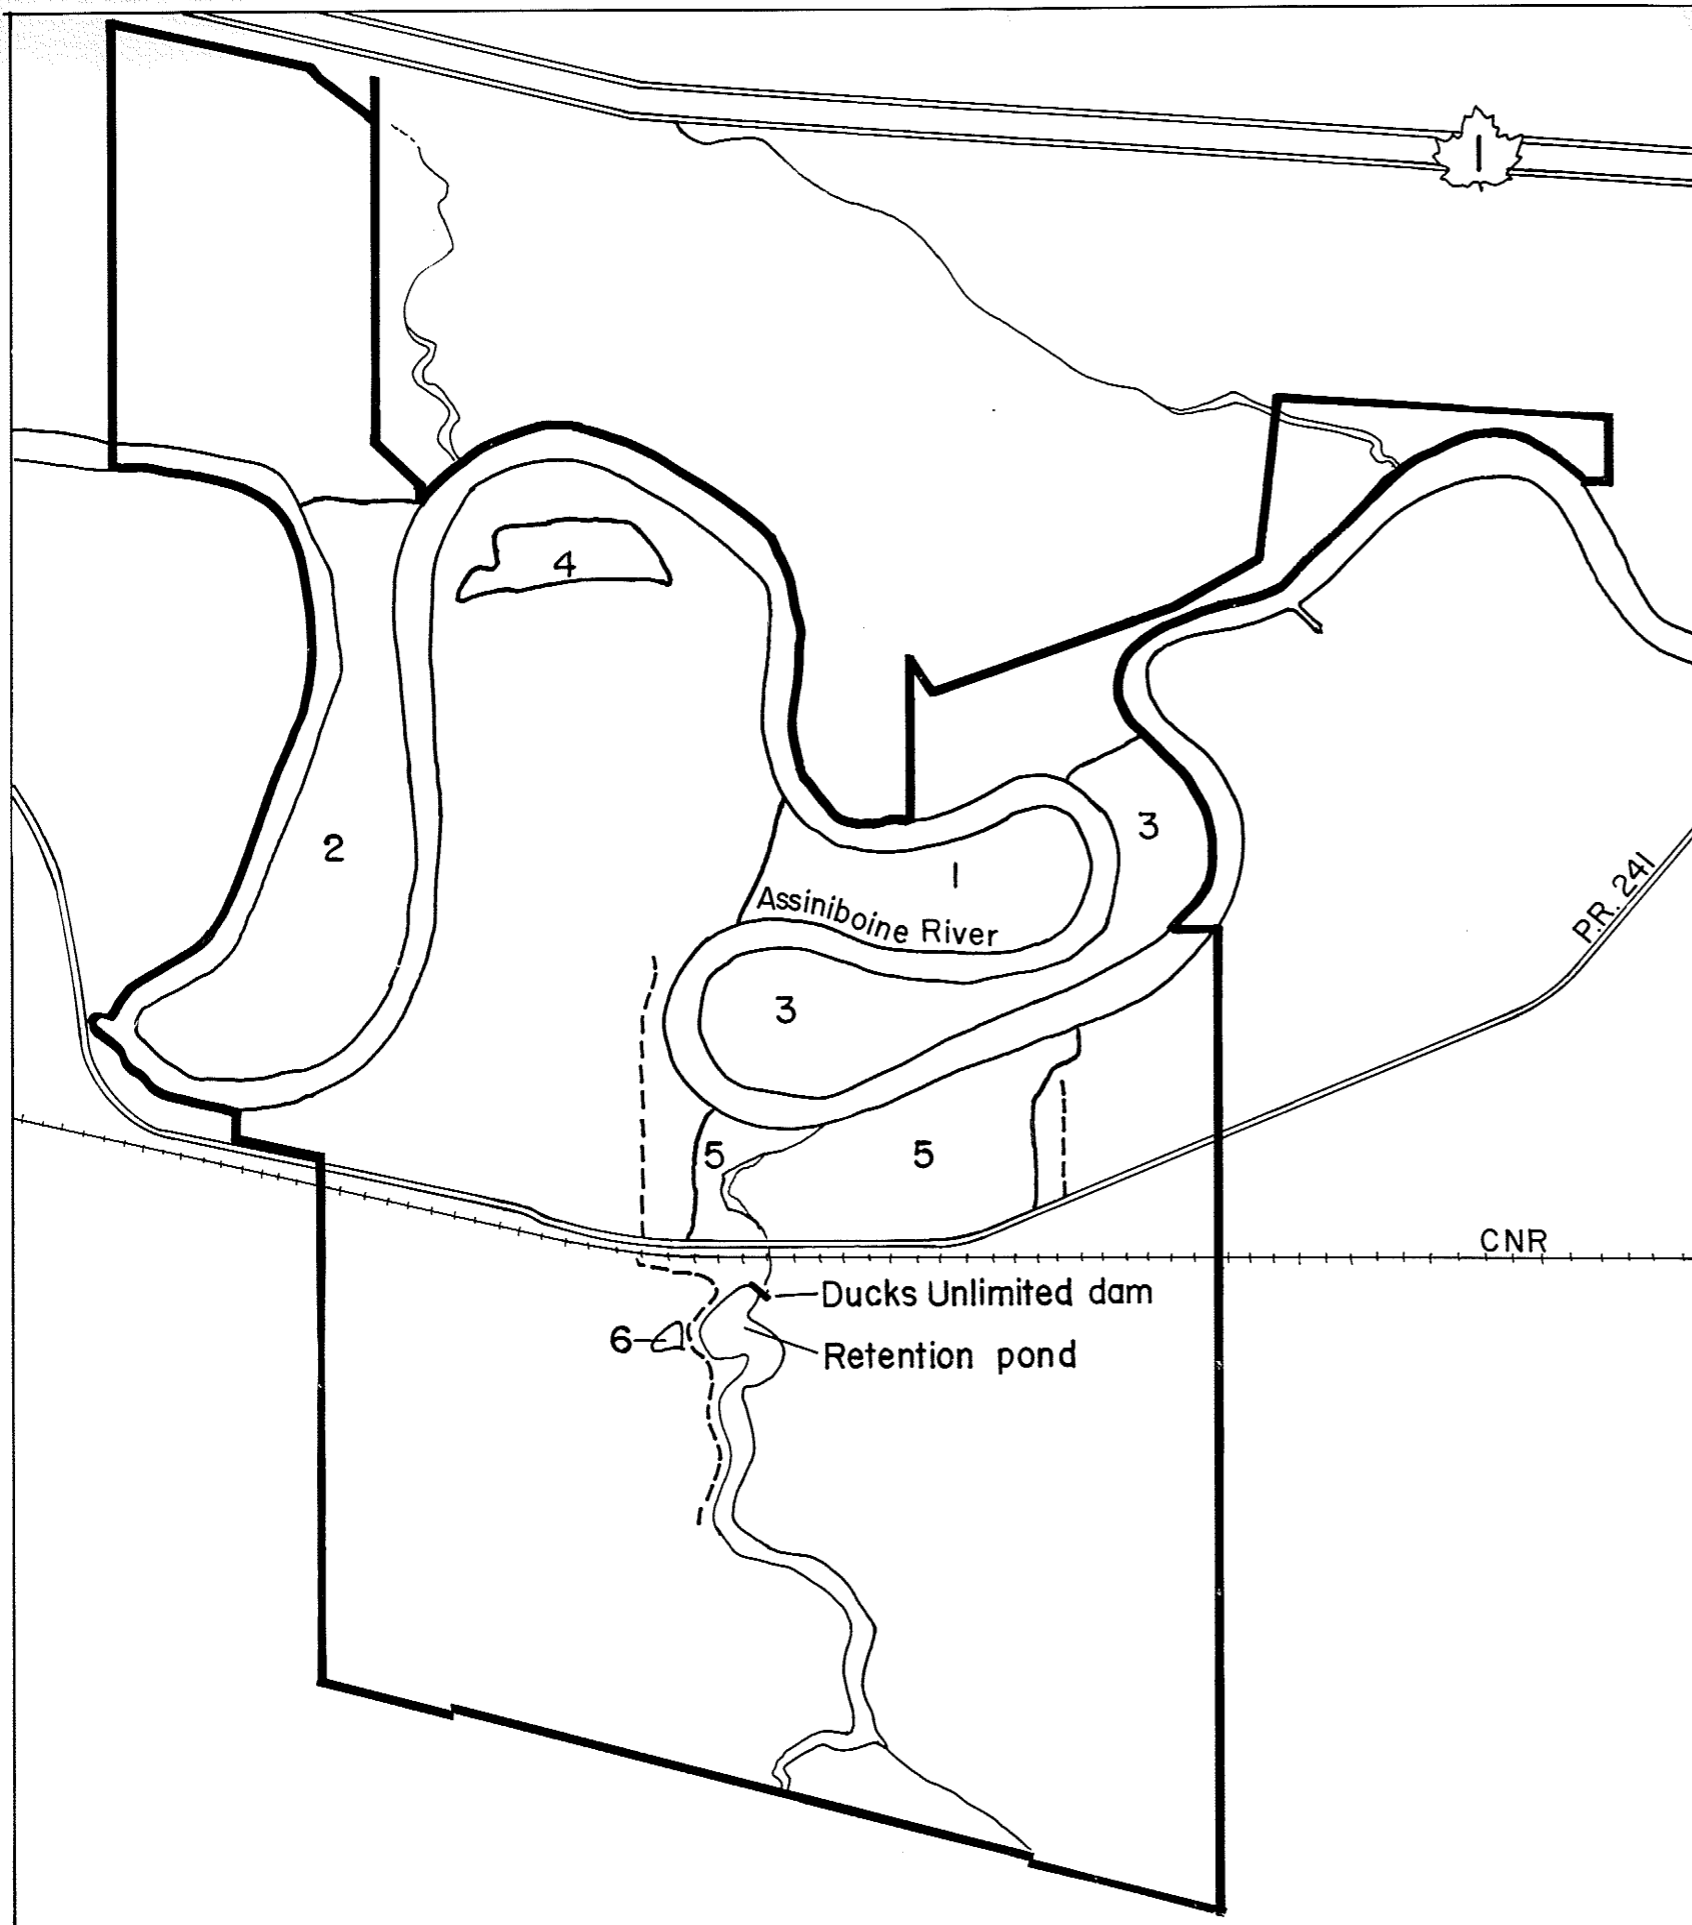 1
4
3
2
1
P.R. 241
Assiniboine River
3
5
5
CNR
Ducks Unlimited dam
6
Retention pond